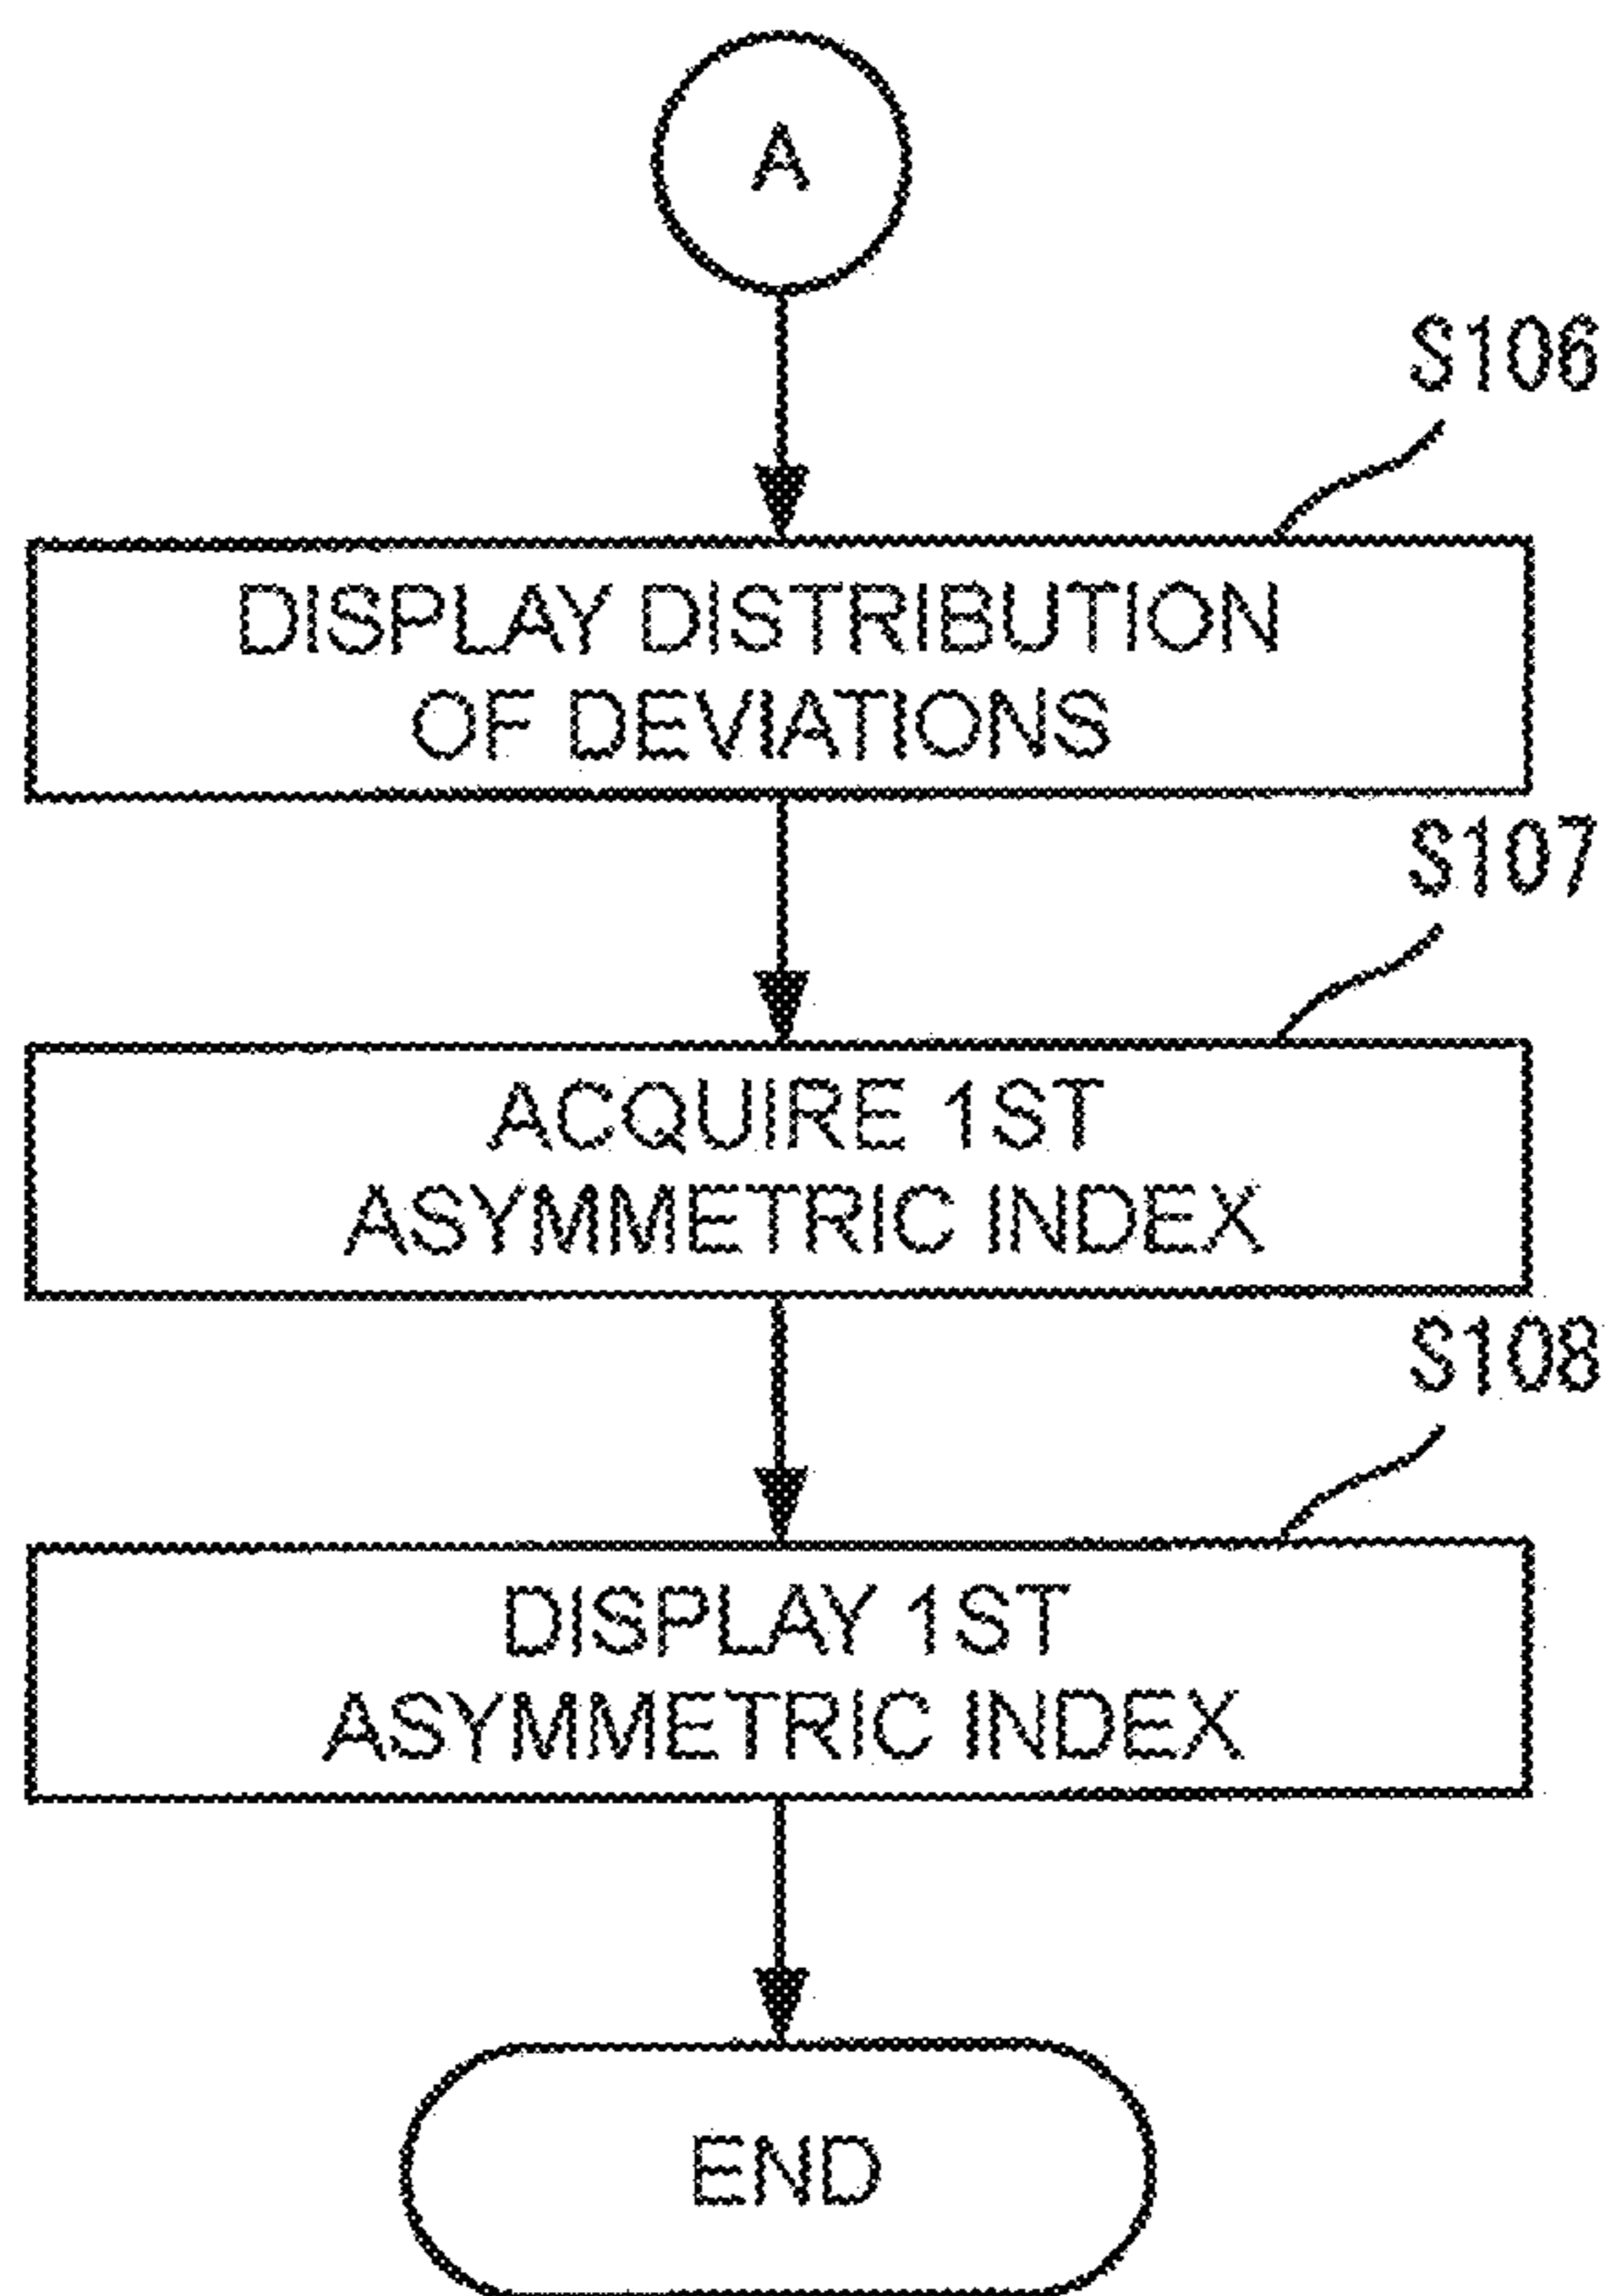 A
S106
DISPLAY DISTRIBUTION
OF DEVIATIONS
S107
ACQUIRE 1ST
ASYMMETRIC INDEX
S108
DISPLAY 1ST
ASYMMETRIC INDEX
END